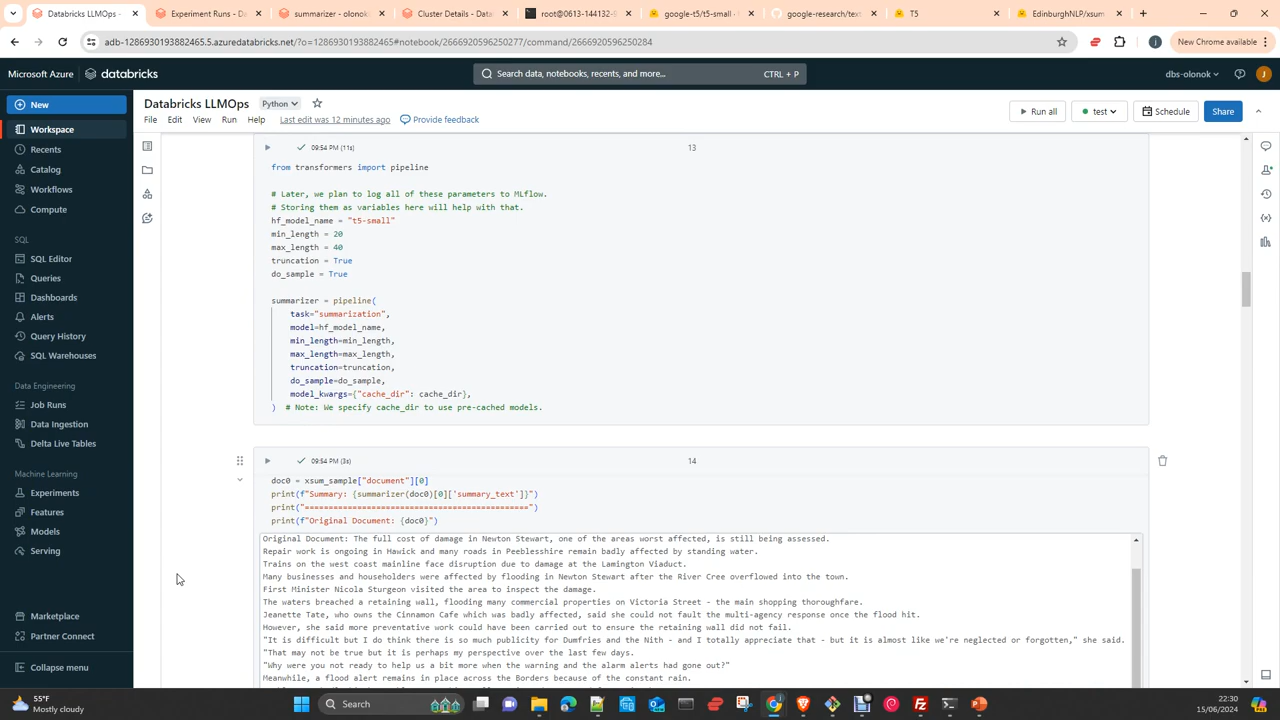 Databricks LLMOps -
Experiment Runs - D
summarizer - olonok
Cluster Details - Data
root@0613-144132-9
google-t5/t5-small
google-research/text
T5
EdinburghNLP/xsum
adb-1286930193882465.5.azuredatabricks.net/?o=1286930193882465#notebook/2666920596250277/command/2666920596250284
New Chrome available
Microsoft Azure
databricks
Search data, notebooks, recents, and more...
CTRL + P
dbs-olonok
J
New
Workspace
Recents
Catalog
Workflows
Compute
SQL
SQL Editor
Queries
Dashboards
Alerts
Query History
SQL Warehouses
Data Engineering
Job Runs
Data Ingestion
Delta Live Tables
Machine Learning
Experiments
Features
Models
Serving
Marketplace
Partner Connect
Collapse menu
Databricks LLMOps
Python
File Edit View Run Help Last edit was 12 minutes ago Provide feedback
Run all
test
Schedule
Share
09:54 PM (11s)
13
from transformers import pipeline
# Later, we plan to log all of these parameters to MLflow.
# Storing them as variables here will help with that.
hf_model_name = "t5-small"
min_length = 20
max_length = 40
truncation = True
do_sample = True
summarizer = pipeline(
task="summarization",
model=hf_model_name,
min_length=min_length,
max_length=max_length,
truncation=truncation,
do_sample=do_sample,
model_kwargs={"cache_dir": cache_dir},
) # Note: We specify cache_dir to use pre-cached models.
09:54 PM (3s)
14
doc0 = xsum_sample["document"][0]
print(f"Summary: {summarizer(doc0)[0]['summary_text']}")
print("===============================================")
print(f"Original Document: {doc0}")
Original Document: The full cost of damage in Newton Stewart, one of the areas worst affected, is still being assessed.
Repair work is ongoing in Hawick and many roads in Peeblesshire remain badly affected by standing water.
Trains on the west coast mainline face disruption due to damage at the Lamington Viaduct.
Many businesses and householders were affected by flooding in Newton Stewart after the River Cree overflowed into the town.
First Minister Nicola Sturgeon visited the area to inspect the damage.
The waters breached a retaining wall, flooding many commercial properties on Victoria Street - the main shopping thoroughfare.
Jeanette Tate, who owns the Cinnamon Cafe which was badly affected, said she could not fault the multi-agency response once the flood hit.
However, she said more preventative work could have been carried out to ensure the retaining wall did not fail.
"It is difficult but I do think there is so much publicity for Dumfries and the Nith - and I totally appreciate that - but it is almost like we're neglected or forgotten," she said.
"That may not be true but it is perhaps my perspective over the last few days.
"Why were you not ready to help us a bit more when the warning and the alarm alerts had gone out?"
Meanwhile, a flood alert remains in place across the Borders because of the constant rain.
55°F
Mostly cloudy
Search
22:30
15/06/2024